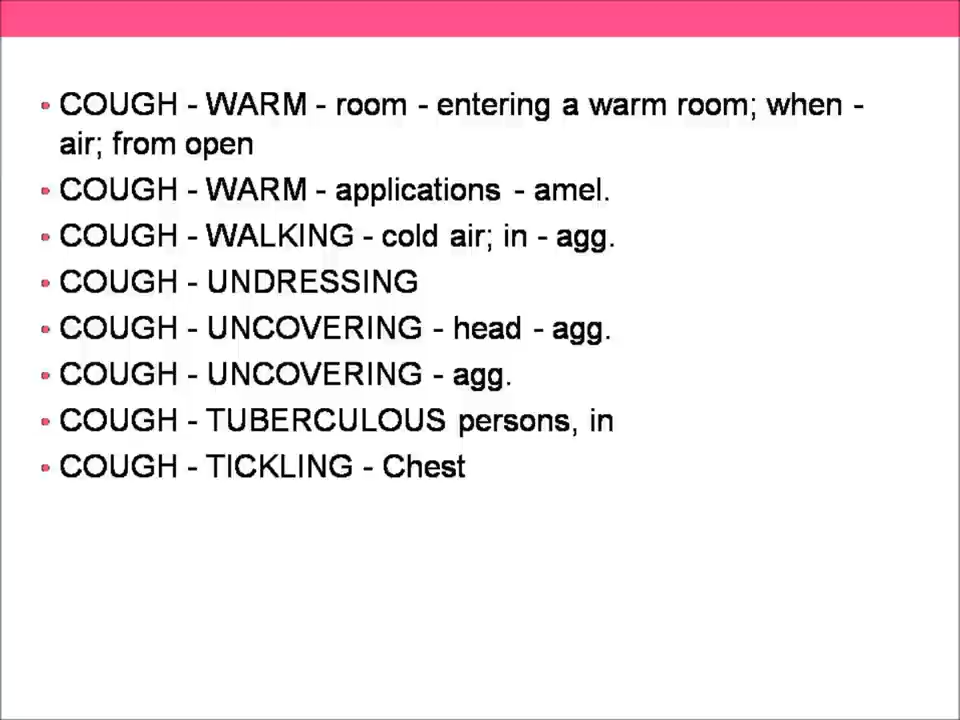 • COUGH - WARM - room - entering a warm room; when -
air; from open
• COUGH - WARM - applications - amel.
• COUGH - WALKING - cold air; in - agg.
• COUGH - UNDRESSING
• COUGH - UNCOVERING - head - agg.
• COUGH - UNCOVERING - agg.
• COUGH - TUBERCULOUS persons, in
• COUGH - TICKLING - Chest